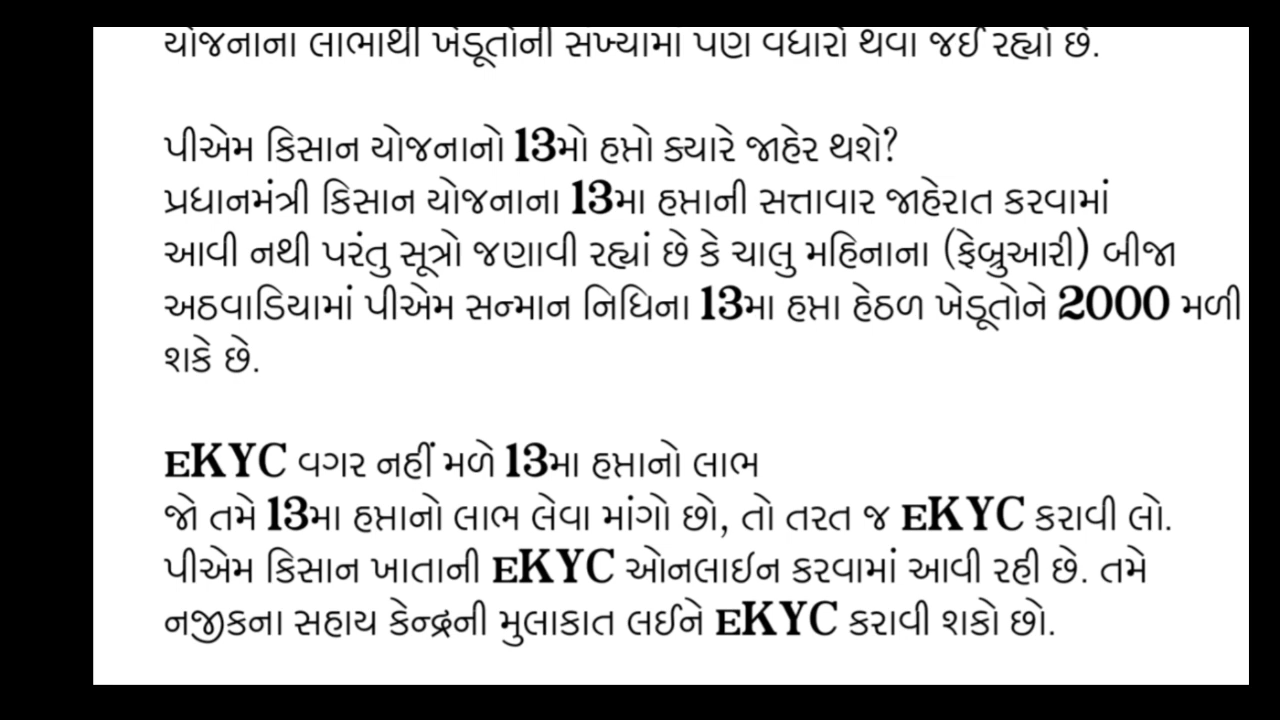 યોજનાના લાભાર્થી ખેડૂતોની સંખ્યામાં પણ વધારો થવા જઈ રહ્યો છે.
પીએમ કિસાન યોજનાનો 13મો હપ્તો ક્યારે જાહેર થશે?
પ્રધાનમંત્રી કિસાન યોજનાના 13મા હપ્તાની સત્તાવાર જાહેરાત કરવામાં
આવી નથી પરંતુ સૂત્રો જણાવી રહ્યાં છે કે ચાલુ મહિનાના (ફેબ્રુઆરી) બીજા
અઠવાડિયામાં પીએમ સન્માન નિધિના 13મા હપ્તા હેઠળ ખેડૂતોને 2000 મળી
શકે છે.
EKYC વગર નહીં મળે 13મા હપ્તાનો લાભ
જો તમે 13મા હપ્તાનો લાભ લેવા માંગો છો, તો તરત જ EKYC કરાવી લો.
પીએમ કિસાન ખાતાની EKYC ઓનલાઈન કરવામાં આવી રહી છે. તમે
નજીકના સહાય કેન્દ્રની મુલાકાત લઈને EKYC કરાવી શકો છો.